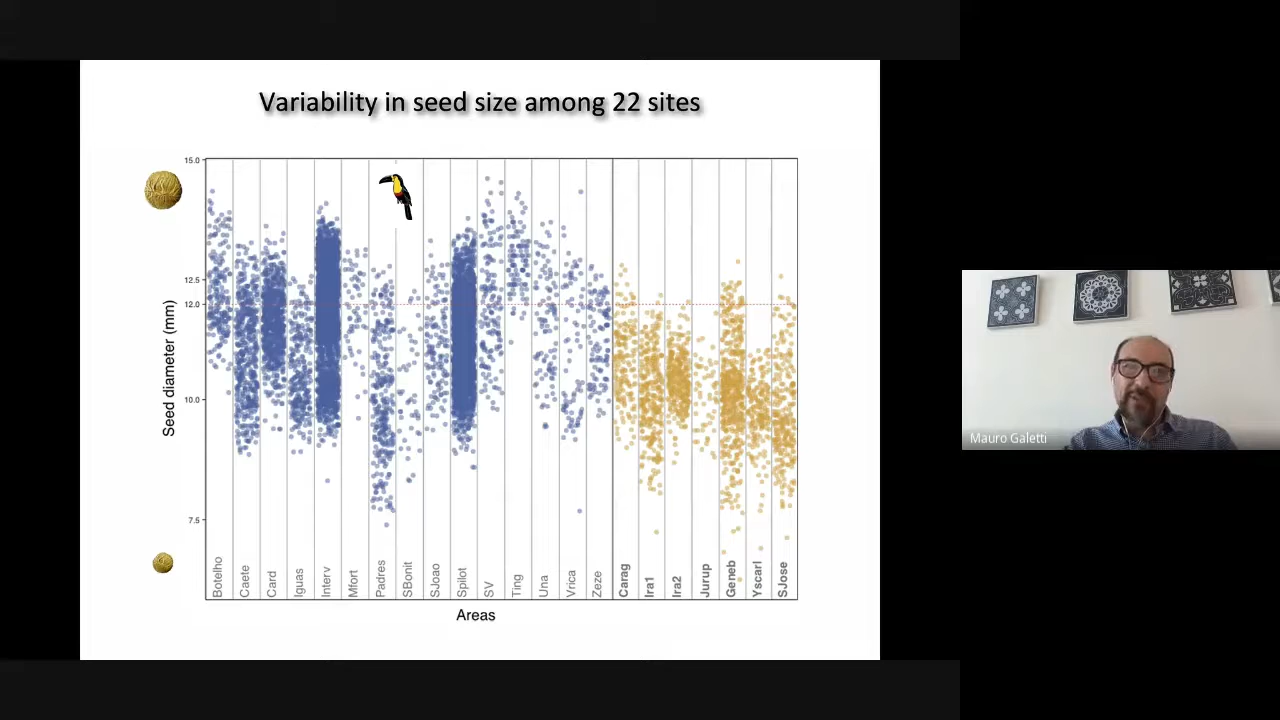 Variability in seed size among 22 sites
15.0
12.5
12.0
10.0
7.5
Seed diameter (mm)
Botelho
Caete
Card
Iguas
Interv
Mfort
Padres
SBonit
SJoao
Spilot
SV
Ting
Una
Vrica
Zeze
Carag
Ira1
Ira2
Jurup
Geneb
Yscarl
SJose
Areas
Mauro Galetti